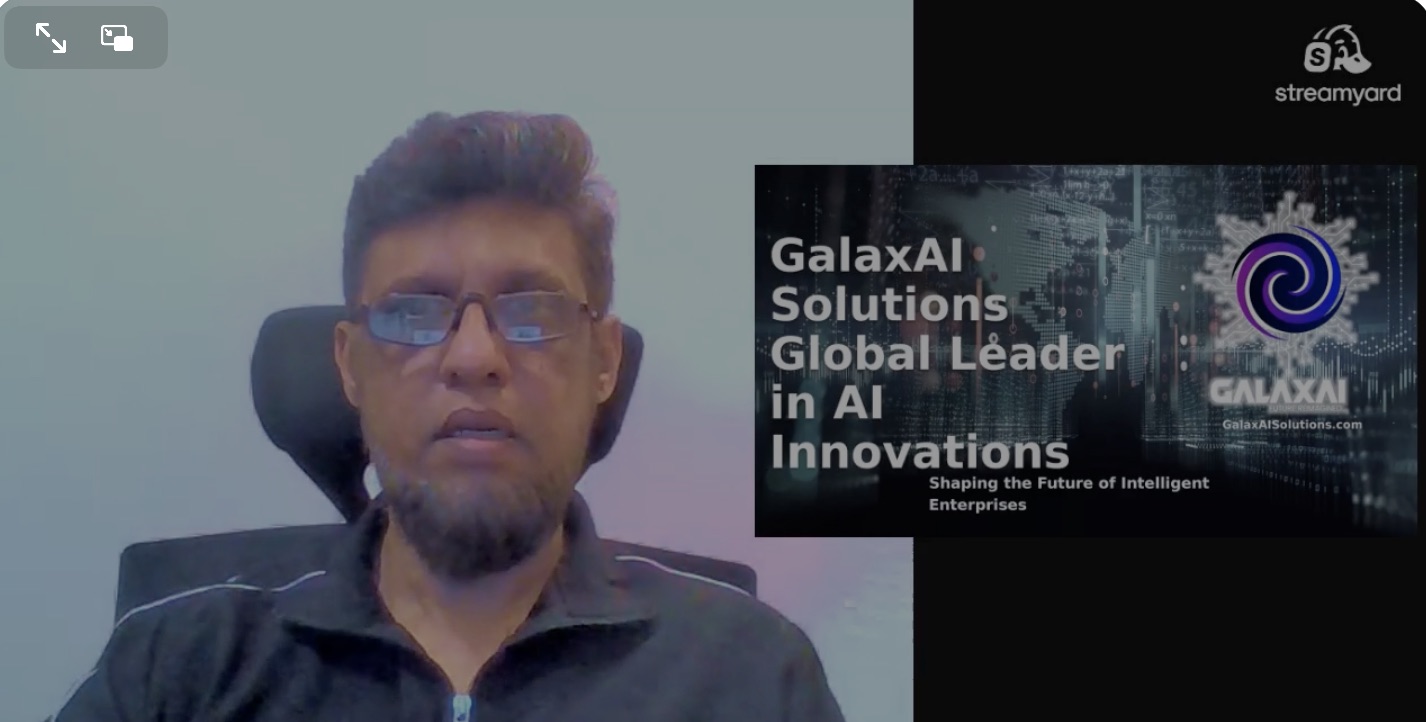 S
streamyard
GalaxAI
Solutions
Global Leader
in AI
Innovations
Shaping the Future of Intelligent
Enterprises
GALAXAI
GalaxAISolutions.com